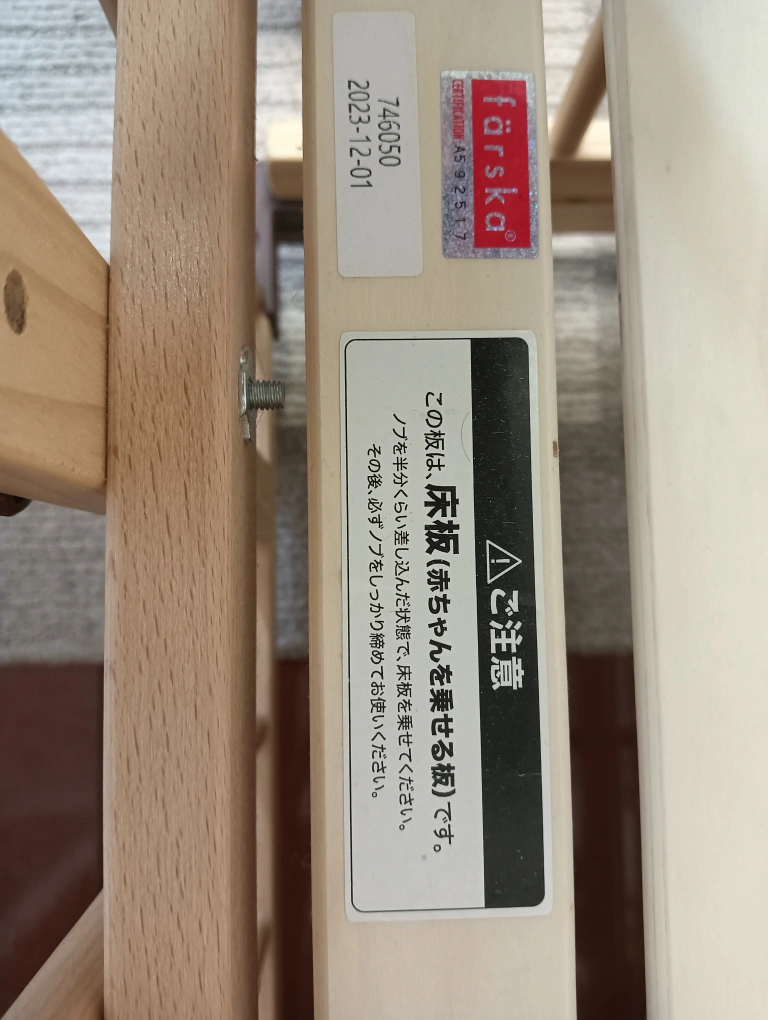 746050
2023-12-01
färska®
CERTIFICATION A592517
ご注意
この板は、床板(赤ちゃんを乗せる板)です。
ノブを半分くらい差し込んだ状態で、床板を乗せてください。
その後、必ずノブをしっかり締めてお使いください。